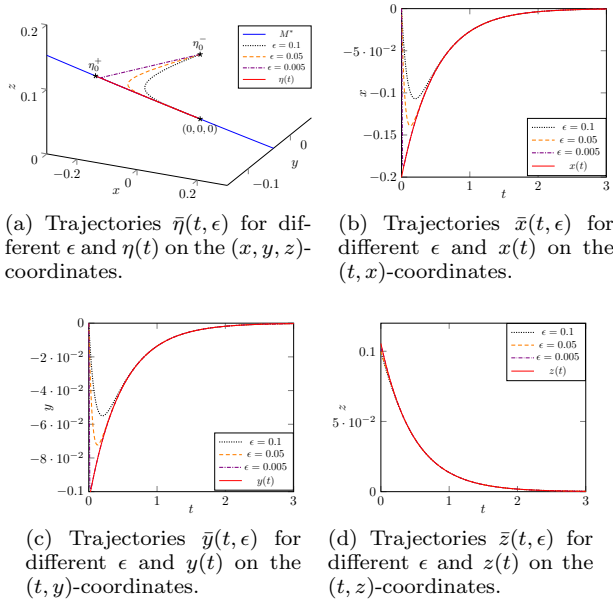 0.2
0.1
0
z
−0.2
0
0.2
x
−0.1
0
y
η₀⁺
η₀⁻
(0, 0, 0)
M*
ϵ = 0.1
ϵ = 0.05
ϵ = 0.005
η(t)
(a) Trajectories η̄(t, ϵ) for dif-
ferent ϵ and η(t) on the (x, y, z)-
coordinates.
0
−5 · 10⁻²
−0.1
−0.15
−0.2
x
0
1
2
3
t
ϵ = 0.1
ϵ = 0.05
ϵ = 0.005
x(t)
(b) Trajectories x̄(t, ϵ) for
different ϵ and x(t) on the
(t, x)-coordinates.
0
−2 · 10⁻²
−4 · 10⁻²
−6 · 10⁻²
−8 · 10⁻²
−0.1
y
0
1
2
3
t
ϵ = 0.1
ϵ = 0.05
ϵ = 0.005
y(t)
(c) Trajectories ȳ(t, ϵ) for
different ϵ and y(t) on the
(t, y)-coordinates.
0.1
5 · 10⁻²
0
z
0
1
2
3
t
ϵ = 0.1
ϵ = 0.05
ϵ = 0.005
z(t)
(d) Trajectories z̄(t, ϵ) for
different ϵ and z(t) on the
(t, z)-coordinates.